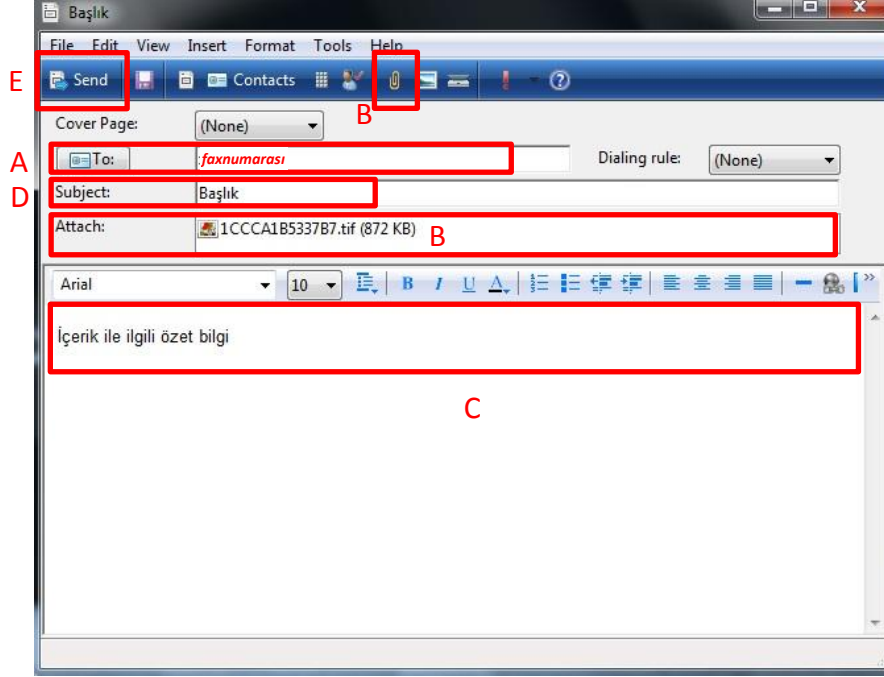 Başlık
File Edit View Insert Format Tools Help
E Send Contacts
B
Cover Page: (None)
A To: :faxnumarası Dialing rule: (None)
D Subject: Başlık
Attach: 1CCCA1B5337B7.tif (872 KB) B
Arial 10 B I U A
İçerik ile ilgili özet bilgi
C